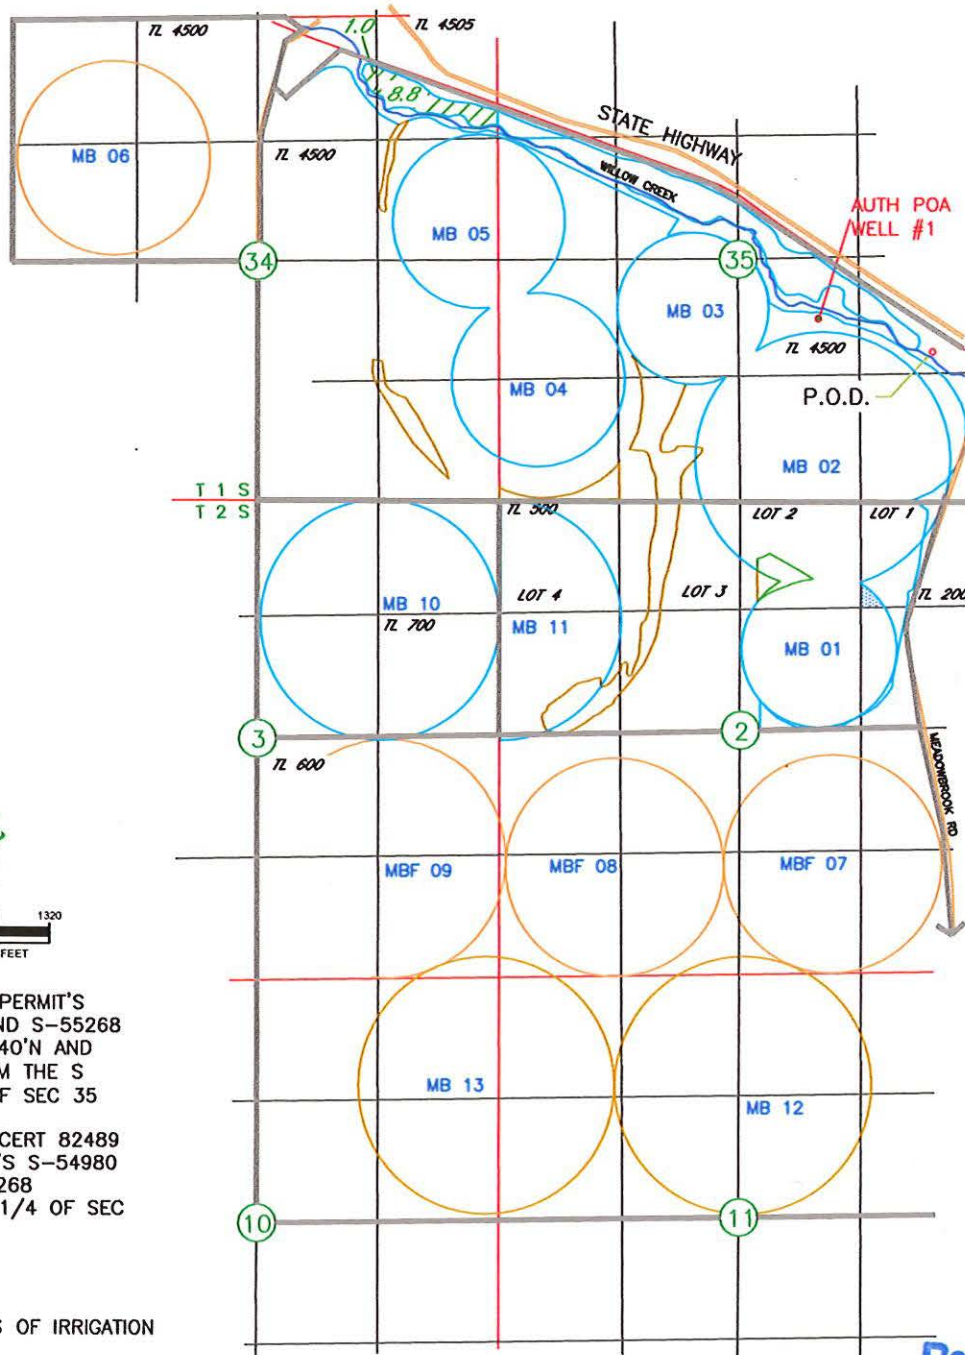 TL 4500
1.0
TL 4505
8.8
STATE HIGHWAY
MB 06
TL 4500
WILLOW CREEK
AUTH POA
WELL #1
MB 05
34
35
MB 03
TL 4500
MB 04
P.O.D.
MB 02
T 1 S
T 2 S
TL 500
LOT 2
LOT 1
MB 10
TL 700
LOT 4
MB 11
LOT 3
TL 200
MB 01
3
2
TL 600
MEADOWBROOK RD
MBF 09
MBF 08
MBF 07
1320
FEET
PERMIT'S
ND S-55268
40'N AND
M THE S
F SEC 35
MB 13
MB 12
CERT 82489
'S S-54980
268
1/4 OF SEC
10
11
S OF IRRIGATION